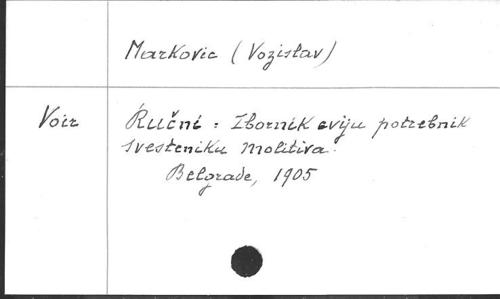 Markovic (Vozislav)
Voir Ručni = Zbornik sviju potrebnik
svesteniku Molitiva.
Belgrade, 1905